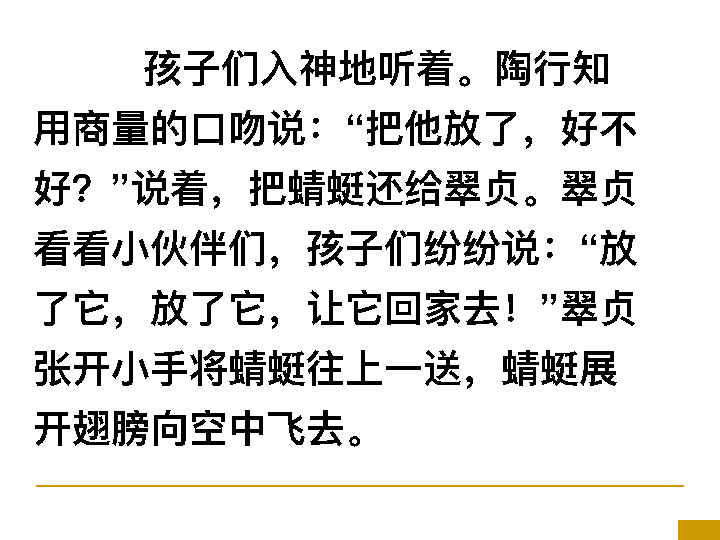 孩子们入神地听着。陶行知
用商量的口吻说：“把他放了，好不
好？”说着，把蜻蜓还给翠贞。翠贞
看看小伙伴们，孩子们纷纷说：“放
了它，放了它，让它回家去！”翠贞
张开小手将蜻蜓往上一送，蜻蜓展
开翅膀向空中飞去。